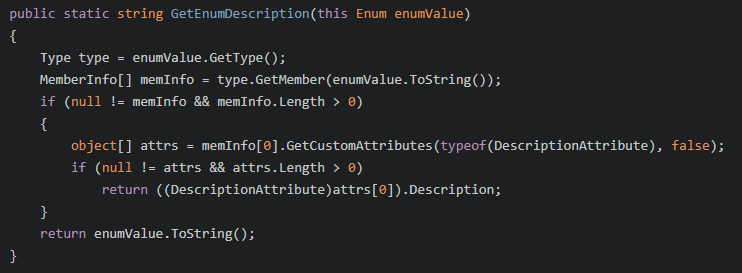 public static string GetEnumDescription(this Enum enumValue)
{
    Type type = enumValue.GetType();
    MemberInfo[] memInfo = type.GetMember(enumValue.ToString());
    if (null != memInfo && memInfo.Length > 0)
    {
        object[] attrs = memInfo[0].GetCustomAttributes(typeof(DescriptionAttribute), false);
        if (null != attrs && attrs.Length > 0)
            return ((DescriptionAttribute)attrs[0]).Description;
    }
    return enumValue.ToString();
}